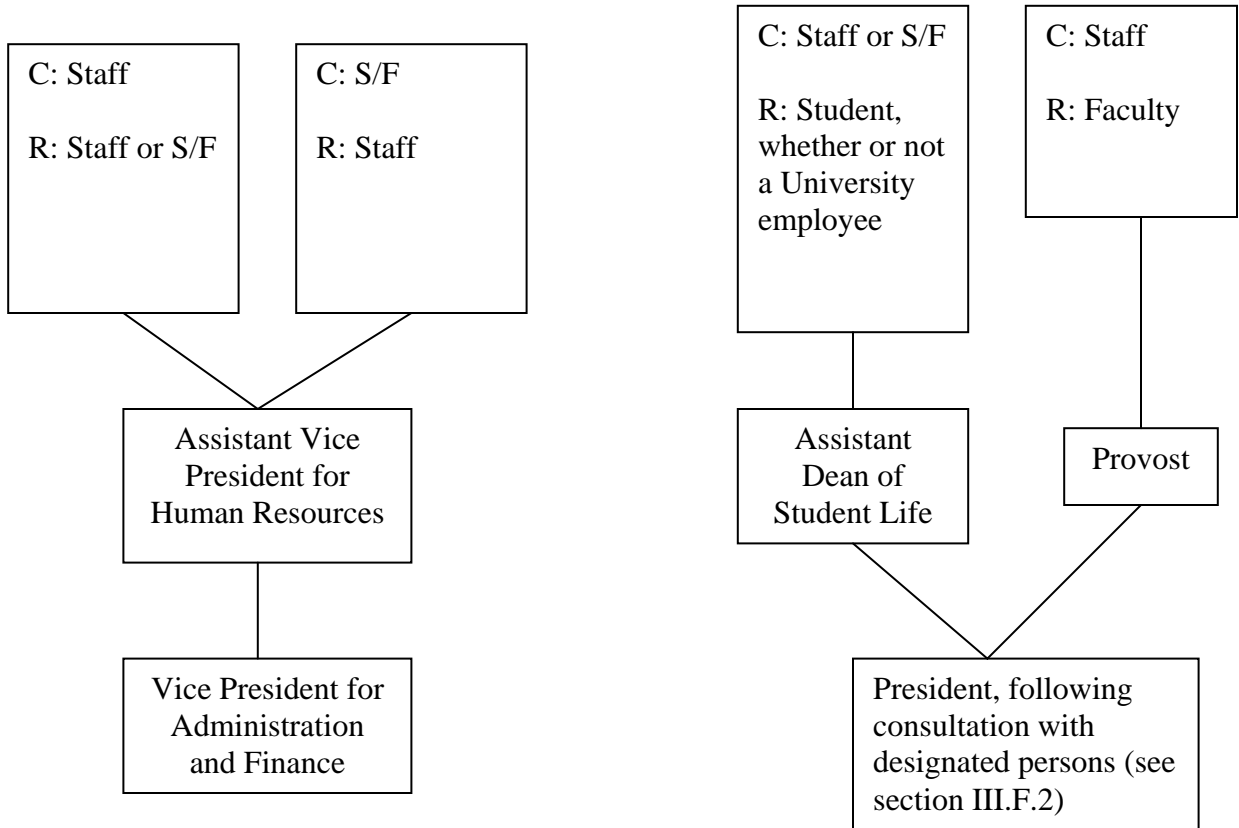 C: Staff
R: Staff or S/F
C: S/F
R: Staff
C: Staff or S/F
R: Student,
whether or not
a University
employee
C: Staff
R: Faculty
Assistant Vice
President for
Human Resources
Assistant
Dean of
Student Life
Provost
Vice President for
Administration
and Finance
President, following
consultation with
designated persons (see
section III.F.2)